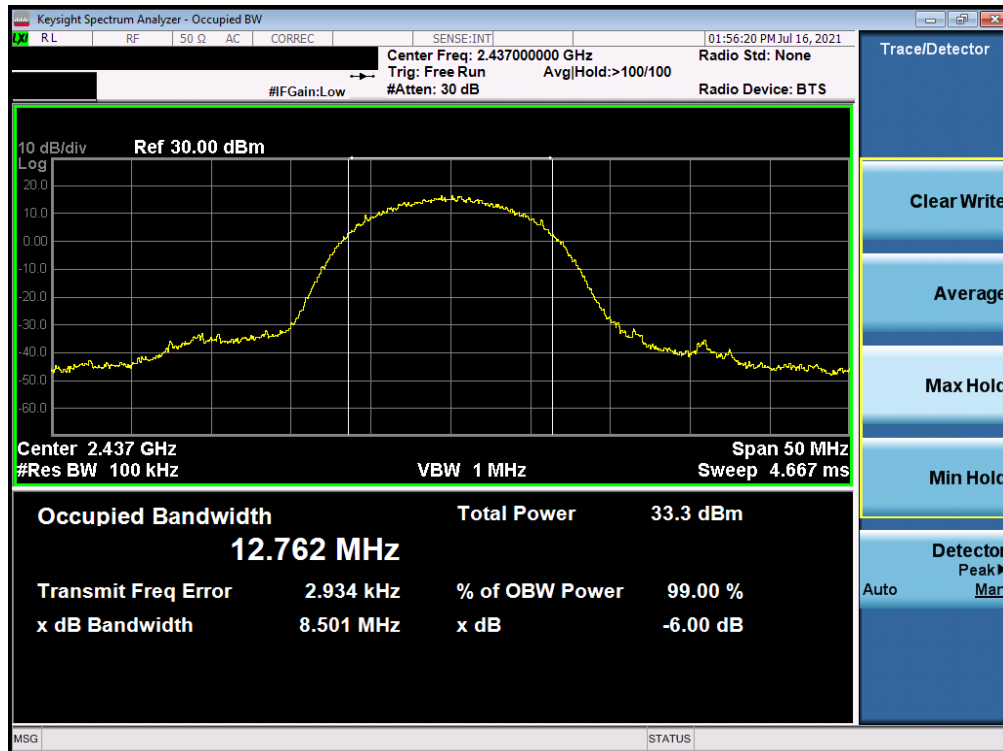 Keysight Spectrum Analyzer - Occupied BW
LXI RL RF 50 Ω AC CORREC SENSE:INT 01:56:20 PM Jul 16, 2021
Center Freq: 2.437000000 GHz Radio Std: None
Trig: Free Run Avg|Hold:>100/100
#IFGain:Low #Atten: 30 dB Radio Device: BTS
10 dB/div Ref 30.00 dBm
Log
20.0
10.0
0.00
-10.0
-20.0
-30.0
-40.0
-50.0
-60.0
Center 2.437 GHz Span 50 MHz
#Res BW 100 kHz VBW 1 MHz Sweep 4.667 ms
Occupied Bandwidth Total Power 33.3 dBm
12.762 MHz
Transmit Freq Error 2.934 kHz % of OBW Power 99.00 %
x dB Bandwidth 8.501 MHz x dB -6.00 dB
MSG STATUS
Trace/Detector
Clear Write
Average
Max Hold
Min Hold
Detector
Peak▶
Auto Man